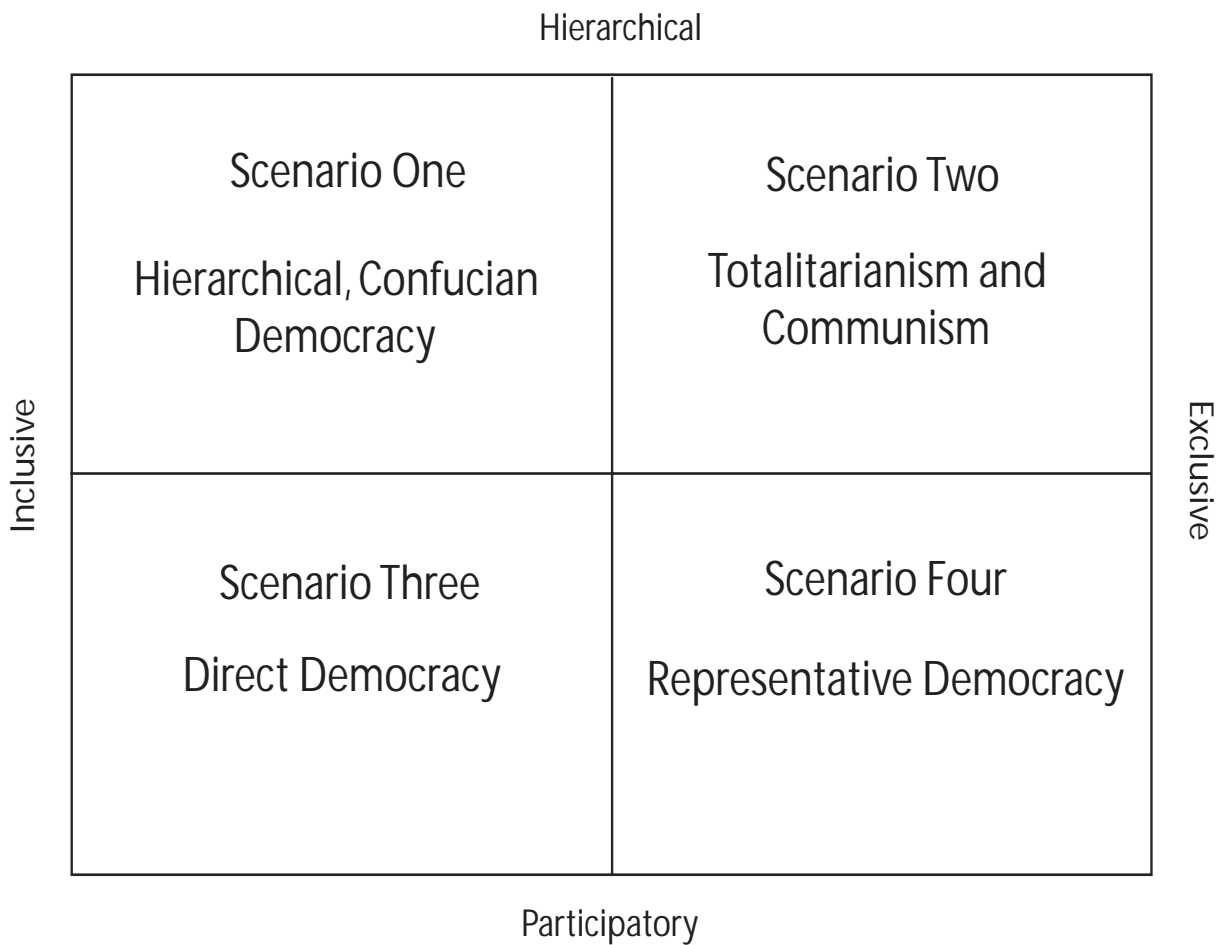 Hierarchical
Scenario One
Hierarchical, Confucian
Democracy
Scenario Two
Totalitarianism and
Communism
Inclusive
Exclusive
Scenario Three
Direct Democracy
Scenario Four
Representative Democracy
Participatory